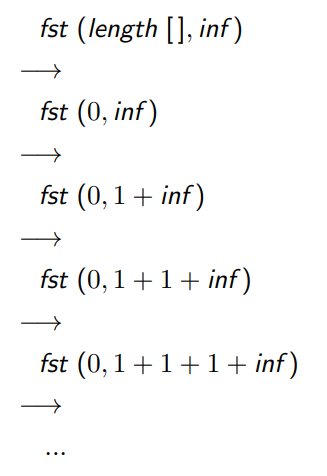 fst (length [ ], inf)
⟶
fst (0, inf)
⟶
fst (0, 1 + inf)
⟶
fst (0, 1 + 1 + inf)
⟶
fst (0, 1 + 1 + 1 + inf)
⟶
...